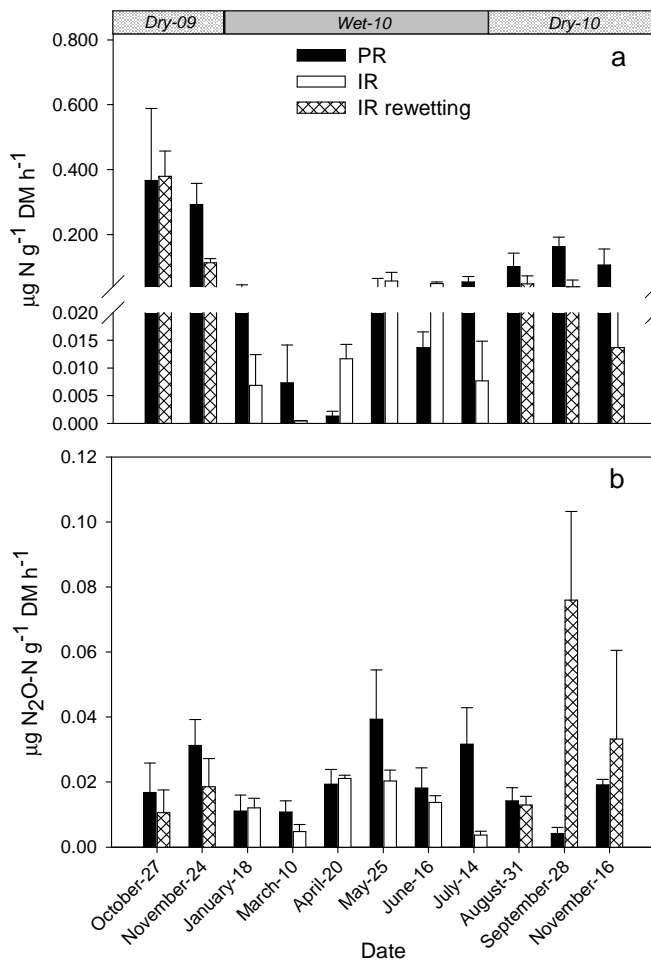 Dry-09 Wet-10 Dry-10
a
PR
IR
IR rewetting
0.800
0.600
0.400
0.200
0.020
0.015
0.010
0.005
0.000
µg N g⁻¹ DM h⁻¹
b
0.12
0.10
0.08
0.06
0.04
0.02
0.00
µg N₂O-N g⁻¹ DM h⁻¹
October-27
November-24
January-18
March-10
April-20
May-25
June-16
July-14
August-31
September-28
November-16
Date